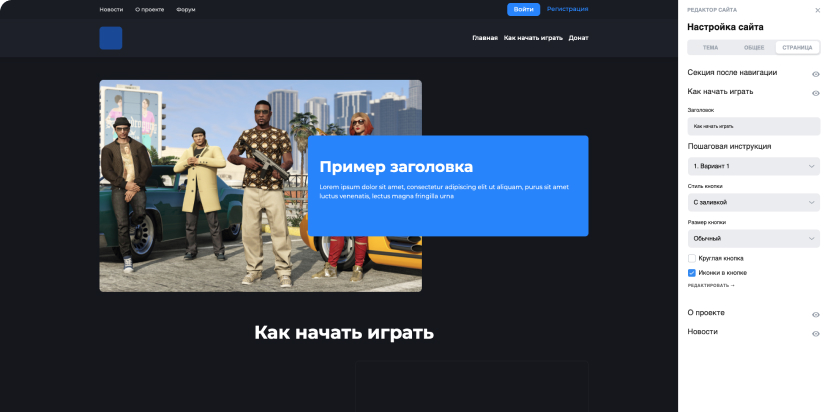 Новости О проекте Форум Войти Регистрация
Главная Как начать играть Донат
Пример заголовка
Lorem ipsum dolor sit amet, consectetur adipiscing elit ut aliquam, purus sit amet
luctus venenatis, lectus magna fringilla urna
Как начать играть
РЕДАКТОР САЙТА
Настройка сайта
ТЕМА ОБЩЕЕ СТРАНИЦА
Секция после навигации
Как начать играть
Заголовок
Как начать играть
Пошаговая инструкция
1. Вариант 1
Стиль кнопки
С заливкой
Размер кнопки
Обычный
Круглая кнопка
Иконки в кнопке
РЕДАКТИРОВАТЬ →
О проекте
Новости